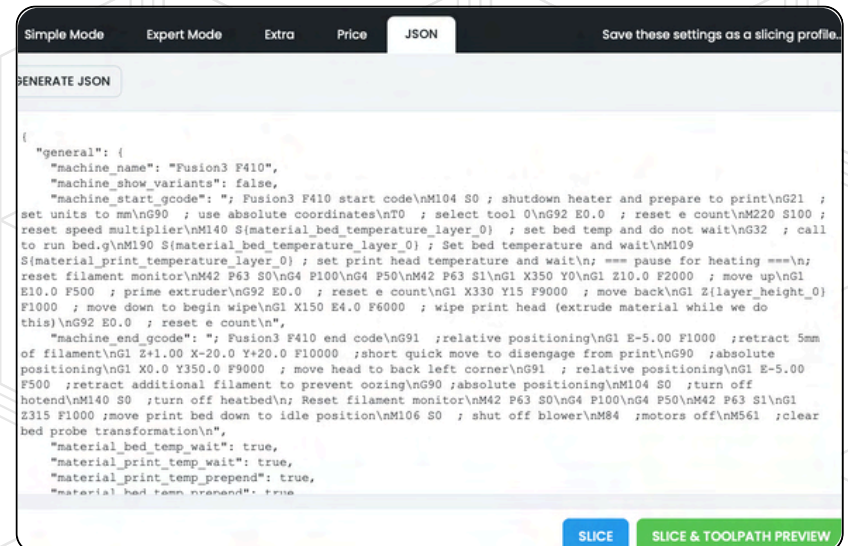 Simple Mode Expert Mode Extra Price JSON Save these settings as a slicing profile..
GENERATE JSON
{
"general": {
"machine_name": "Fusion3 F410",
"machine_show_variants": false,
"machine_start_gcode": "; Fusion3 F410 start code\nM104 S0 ; shutdown heater and prepare to print\nG21 ;
set units to mm\nG90 ; use absolute coordinates\nT0 ; select tool 0\nG92 E0.0 ; reset e count\nM220 S100 ;
reset speed multiplier\nM140 S{material_bed_temperature_layer_0} ; set bed temp and do not wait\nG32 ; call
to run bed.g\nM190 S{material_bed_temperature_layer_0} ; Set bed temperature and wait\nM109
S{material_print_temperature_layer_0} ; set print head temperature and wait\n; === pause for heating ===\n;
reset filament monitor\nM42 P63 S0\nG4 P100\nG4 P50\nM42 P63 S1\nG1 X350 Y0\nG1 Z10.0 F2000 ; move up\nG1
E10.0 F500 ; prime extruder\nG92 E0.0 ; reset e count\nG1 X330 Y15 F9000 ; move back\nG1 Z{layer_height_0}
F1000 ; move down to begin wipe\nG1 X150 E4.0 F6000 ; wipe print head (extrude material while we do
this)\nG92 E0.0 ; reset e count\n",
"machine_end_gcode": "; Fusion3 F410 end code\nG91 ;relative positioning\nG1 E-5.00 F1000 ;retract 5mm
of filament\nG1 Z+1.00 X-20.0 Y+20.0 F10000 ;short quick move to disengage from print\nG90 ;absolute
positioning\nG1 X0.0 Y350.0 F9000 ; move head to back left corner\nG91 ; relative positioning\nG1 E-5.00
F500 ;retract additional filament to prevent oozing\nG90 ;absolute positioning\nM104 S0 ;turn off
hotend\nM140 S0 ;turn off heatbed\n; Reset filament monitor\nM42 P63 S0\nG4 P100\nG4 P50\nM42 P63 S1\nG1
Z315 F1000 ;move print bed down to idle position\nM106 S0 ; shut off blower\nM84 ;motors off\nM561 ;clear
bed probe transformation\n",
"material_bed_temp_wait": true,
"material_print_temp_wait": true,
"material_print_temp_prepend": true,
"material_bed_temp_prepend": true
SLICE SLICE & TOOLPATH PREVIEW